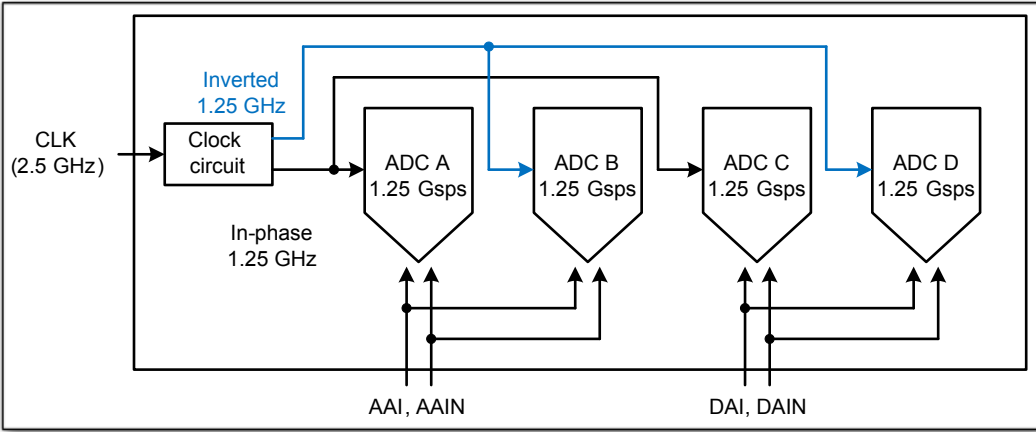 Inverted
1.25 GHz
CLK
(2.5 GHz)
Clock
circuit
ADC A
1.25 Gsps
ADC B
1.25 Gsps
ADC C
1.25 Gsps
ADC D
1.25 Gsps
In-phase
1.25 GHz
AAI, AAIN
DAI, DAIN